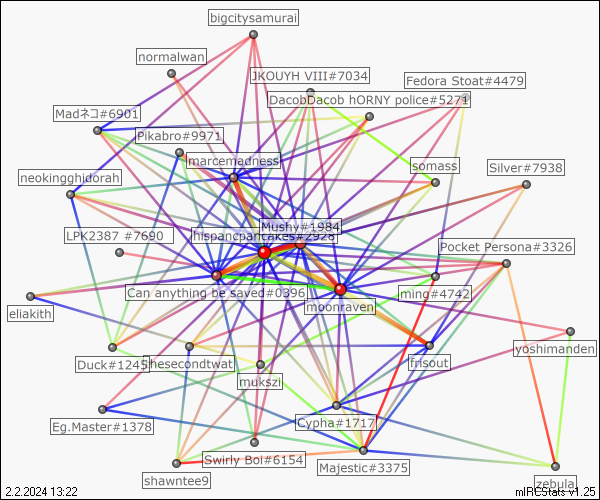 bigcitysamurai
normalwan
JKOUYH VIII#7034
Fedora Stoat#4479
DacobDacob hORNY police#5271
Madネコ#6901
Pikabro#9971
marcemedness
somass
Silver#7938
neokingghidorah
Mushy#1984
LPK2387 #7690
hispancpancakes#2928
Pocket Persona#3326
Can anything be saved#0396
ming#4742
moonraven
eliakith
yoshimanden
Duck#1245
thesecondtwat
frisout
mukszi
Cypha#1717
Eg.Master#1378
Swirly Boi#6154
Majestic#3375
shawntee9
zebula
2.2.2024 13:22
mIRCStats v1.25